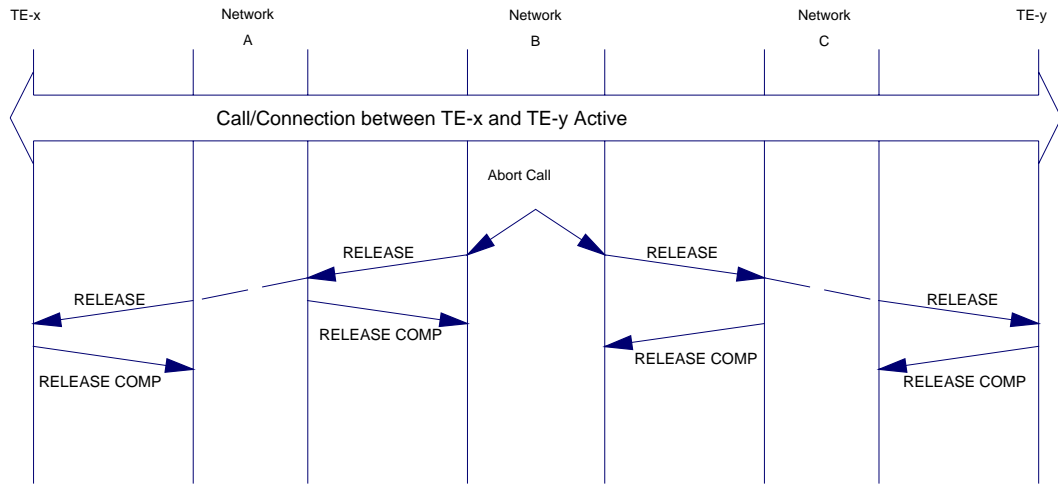 TE-x
Network
A
Network
B
Network
C
TE-y
Call/Connection between TE-x and TE-y Active
Abort Call
RELEASE
RELEASE
RELEASE
RELEASE
RELEASE COMP
RELEASE COMP
RELEASE COMP
RELEASE COMP